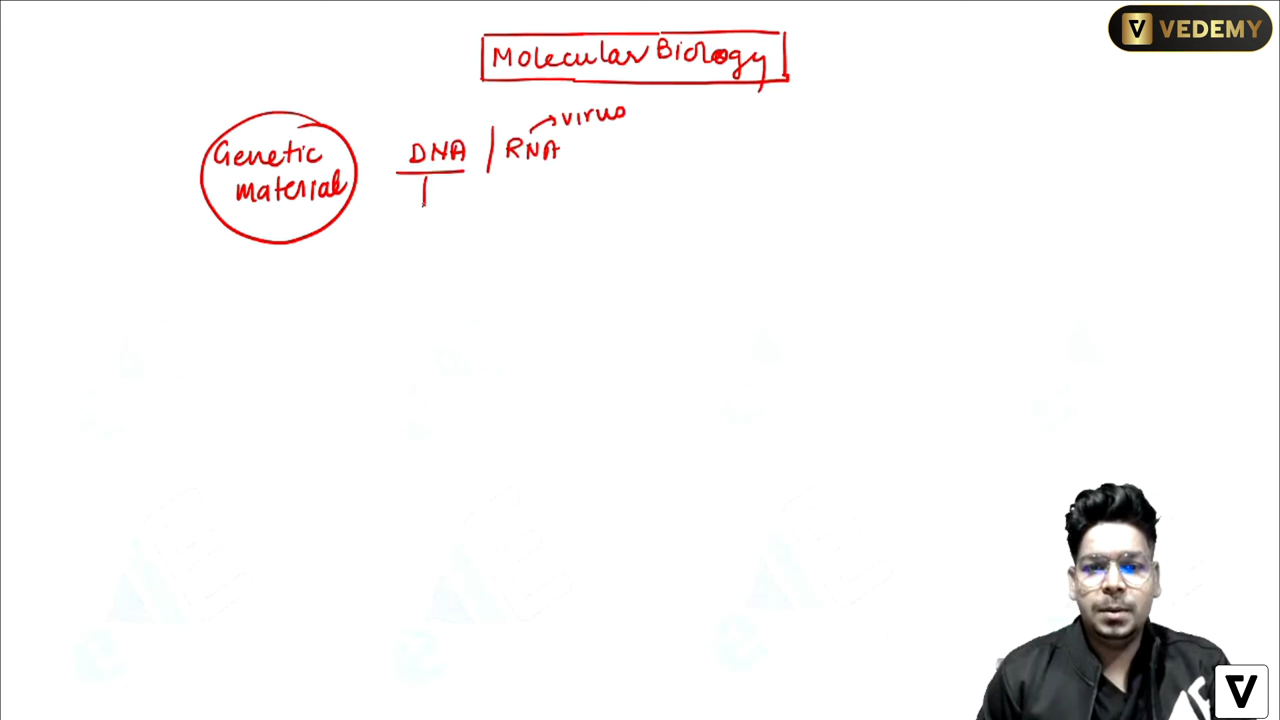 VEDEMY
Molecular Biology
virus
DNA / RNA
Genetic
material